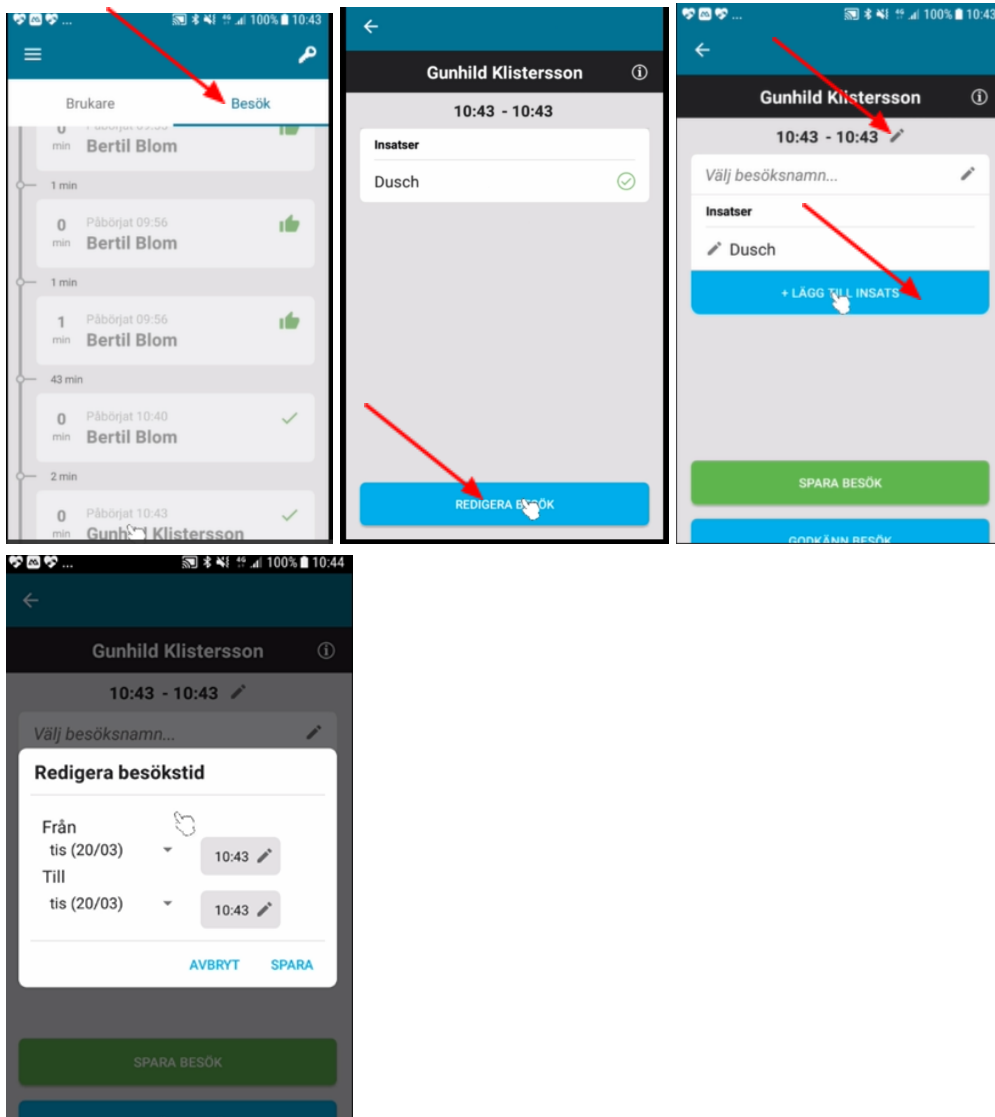 ... 100% 10:43
Brukare Besök
0
min Bertil Blom
1 min
0 Påbörjat 09:56
min Bertil Blom
1 min
1 Påbörjat 09:56
min Bertil Blom
43 min
0 Påbörjat 10:40
min Bertil Blom
2 min
0 Påbörjat 10:43
min Gunhild Klistersson
Gunhild Klistersson
10:43 - 10:43
Insatser
Dusch
REDIGERA BESÖK
... 100% 10:43
Gunhild Klistersson
10:43 - 10:43
Välj besöksnamn...
Insatser
Dusch
+ LÄGG TILL INSATS
SPARA BESÖK
GODKÄNN BESÖK
... 100% 10:44
Gunhild Klistersson
10:43 - 10:43
Välj besöksnamn...
Redigera besökstid
Från
tis (20/03) 10:43
Till
tis (20/03) 10:43
AVBRYT SPARA
SPARA BESÖK